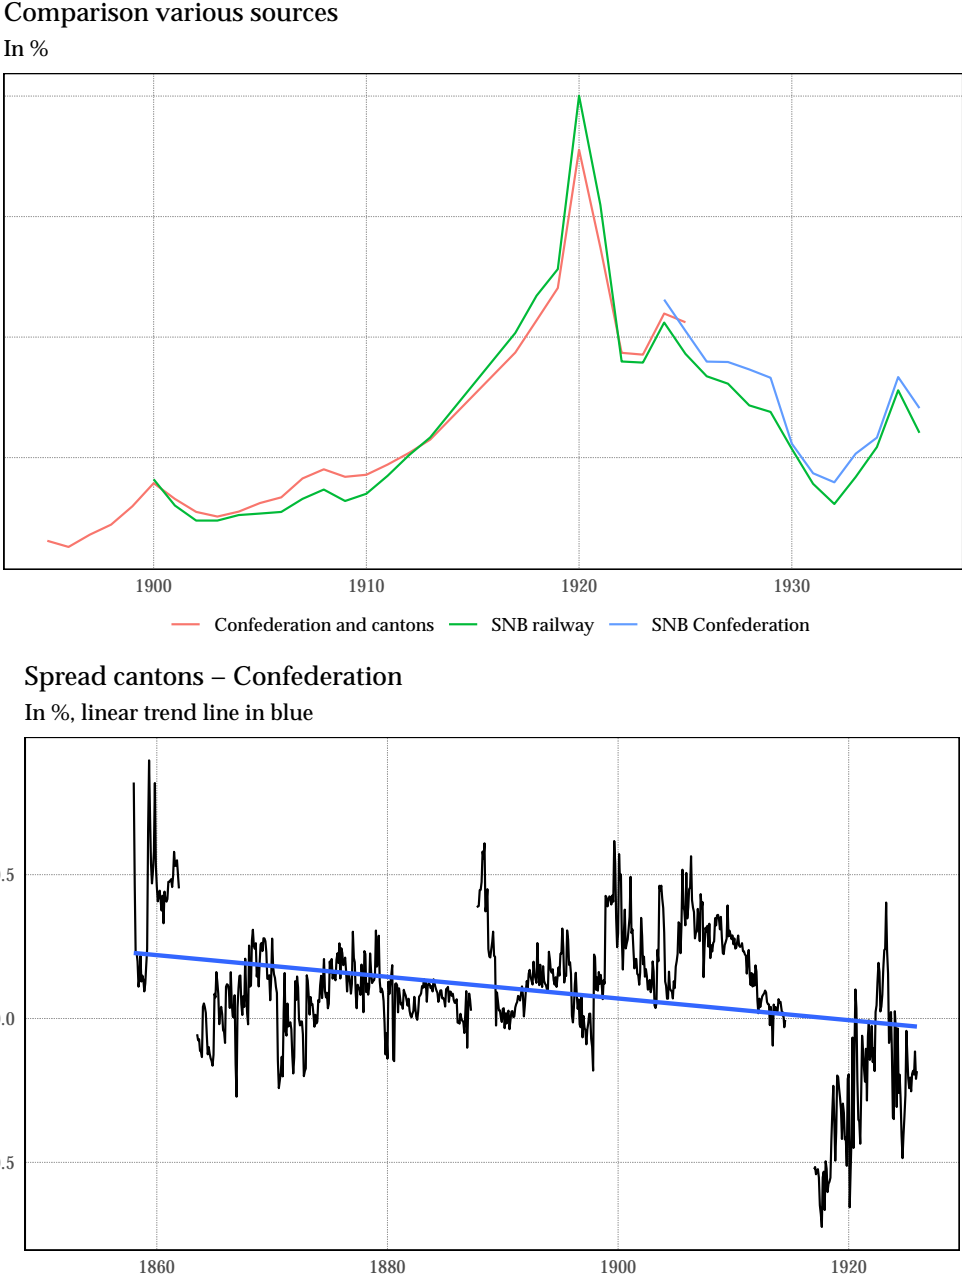 Comparison various sources
In %
1900 1910 1920 1930
Confederation and cantons SNB railway SNB Confederation
Spread cantons – Confederation
In %, linear trend line in blue
.5
.0
.5
1860 1880 1900 1920